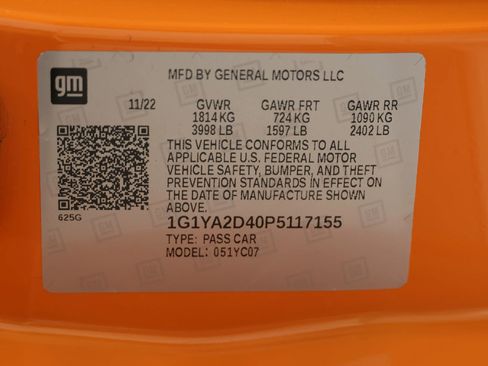 gm
MFD BY GENERAL MOTORS LLC
11/22 GVWR GAWR FRT GAWR RR
1814 KG 724 KG 1090 KG
3998 LB 1597 LB 2402 LB
THIS VEHICLE CONFORMS TO ALL
APPLICABLE U.S. FEDERAL MOTOR
VEHICLE SAFETY, BUMPER, AND THEFT
PREVENTION STANDARDS IN EFFECT ON
THE DATE OF MANUFACTURE SHOWN
ABOVE.
625G
1G1YA2D40P5117155
TYPE: PASS CAR
MODEL: 051YC07